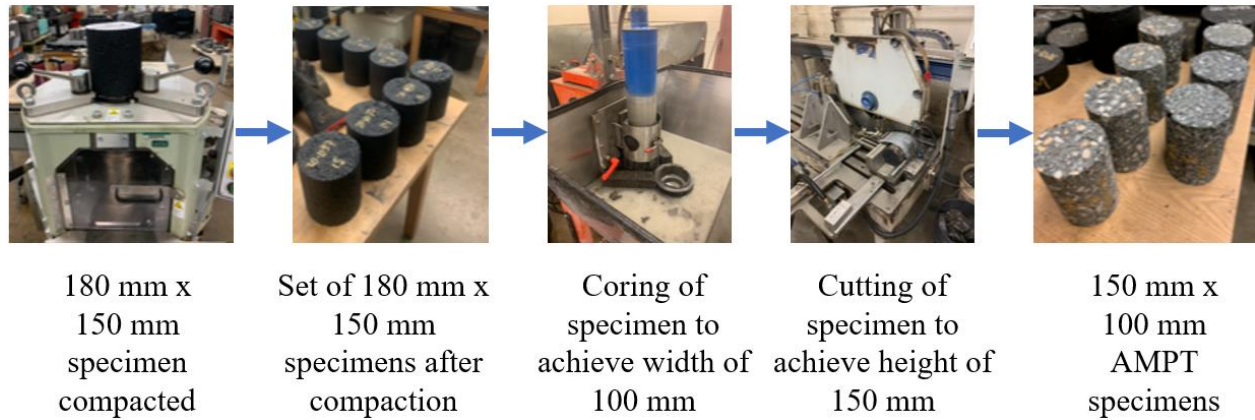 180 mm x
150 mm
specimen
compacted
Set of 180 mm x
150 mm
specimens after
compaction
Coring of
specimen to
achieve width of
100 mm
Cutting of
specimen to
achieve height of
150 mm
150 mm x
100 mm
AMPT
specimens